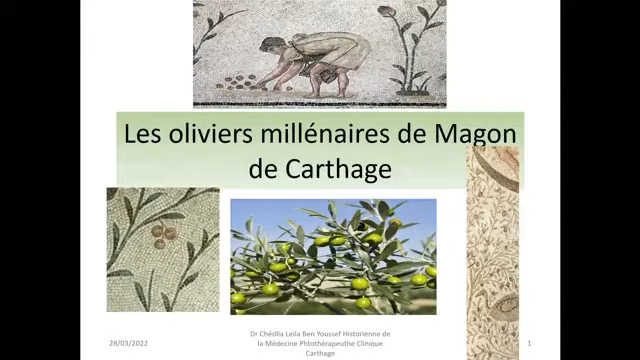 Les oliviers millénaires de Magon
de Carthage
28/03/2022
Dr Chédlia Leila Ben Youssef Historienne de
la Médecine Phtothérapeuthe Clinique
Carthage
1